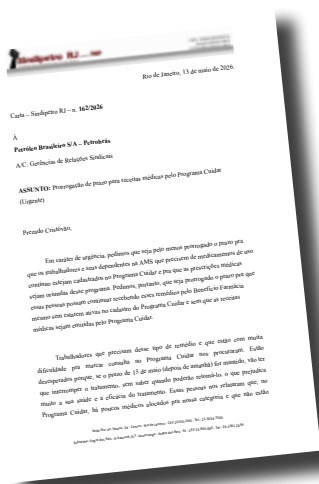 Sindipetro RJ
Rio de Janeiro, 13 de maio de 2026.
Carta – Sindipetro RJ – n. 162/2026
À
Petróleo Brasileiro S/A – Petrobrás
A/C: Gerências de Relações Sindicais
ASSUNTO: Prorrogação de prazo para receitas médicas pelo Programa Cuidar
(Urgente)
Prezado Cristóvão,
Em caráter de urgência, pedimos que seja pelo menos prorrogado o prazo pra
que os trabalhadores e seus dependentes na AMS que precisem de medicamentos de uso
contínuo estejam cadastrados no Programa Cuidar e pra que as prescrições médicas
sejam oriundas desse programa. Pedimos, portanto, que seja prorrogado o prazo pra que
essas pessoas possam continuar recebendo esses remédios pelo Benefício Farmácia
mesmo sem estarem ativas no cadastro do Programa Cuidar e sem que as receitas
médicas sejam emitidas pelo Programa Cuidar.
Trabalhadores que precisam desse tipo de remédio e que estão com muita
dificuldade pra marcar consulta no Programa Cuidar nos procuraram. Estão
desesperados porque, se o prazo de 15 de maio (depois de amanhã) for mantido, vão ter
que interromper o tratamento, sem saber quando poderão retomá-lo, o que prejudica
muito a sua saúde e a eficácia do tratamento. Essas pessoas nos relataram que, no
Programa Cuidar, há poucos médicos alocados pra nossa categoria e que não estão